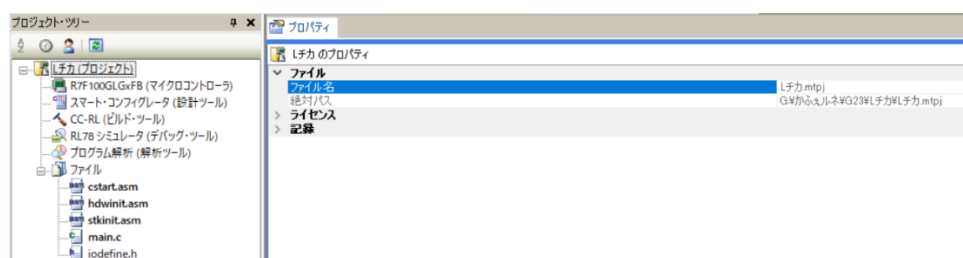 プロジェクト・ツリー
プロパティ
Lチカ のプロパティ
Lチカ (プロジェクト)
R7F100GLGxFB (マイクロコントローラ)
スマート・コンフィグレータ (設計ツール)
CC-RL (ビルド・ツール)
RL78 シミュレータ (デバッグ・ツール)
プログラム解析 (解析ツール)
ファイル
cstart.asm
hdwinit.asm
stkinit.asm
main.c
iodefine.h
ファイル
ファイル名
Lチカ.mtpj
絶対パス
G:¥かふぇルネ¥G23¥Lチカ¥Lチカ.mtpj
ライセンス
記録